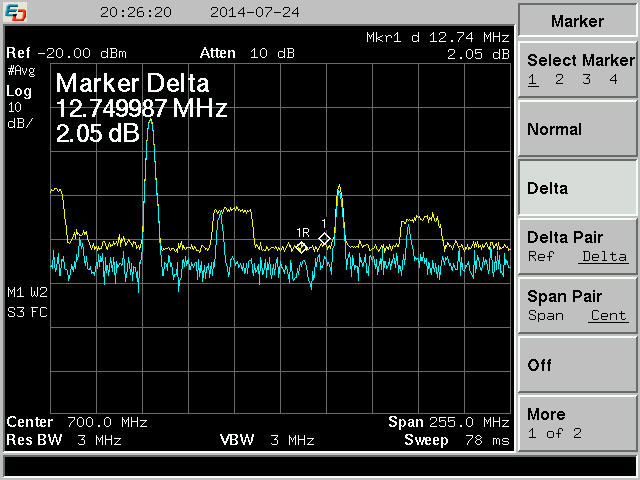 ED 20:26:20 2014-07-24
Mkr1 d 12.74 MHz
Ref -20.00 dBm Atten 10 dB 2.05 dB
#Avg
Log
10
dB/
Marker Delta
12.749987 MHz
2.05 dB
1R 1
M1 W2
S3 FC
Center 700.0 MHz Span 255.0 MHz
Res BW 3 MHz VBW 3 MHz Sweep 78 ms
Marker
Select Marker
1 2 3 4
Normal
Delta
Delta Pair
Ref Delta
Span Pair
Span Cent
Off
More
1 of 2